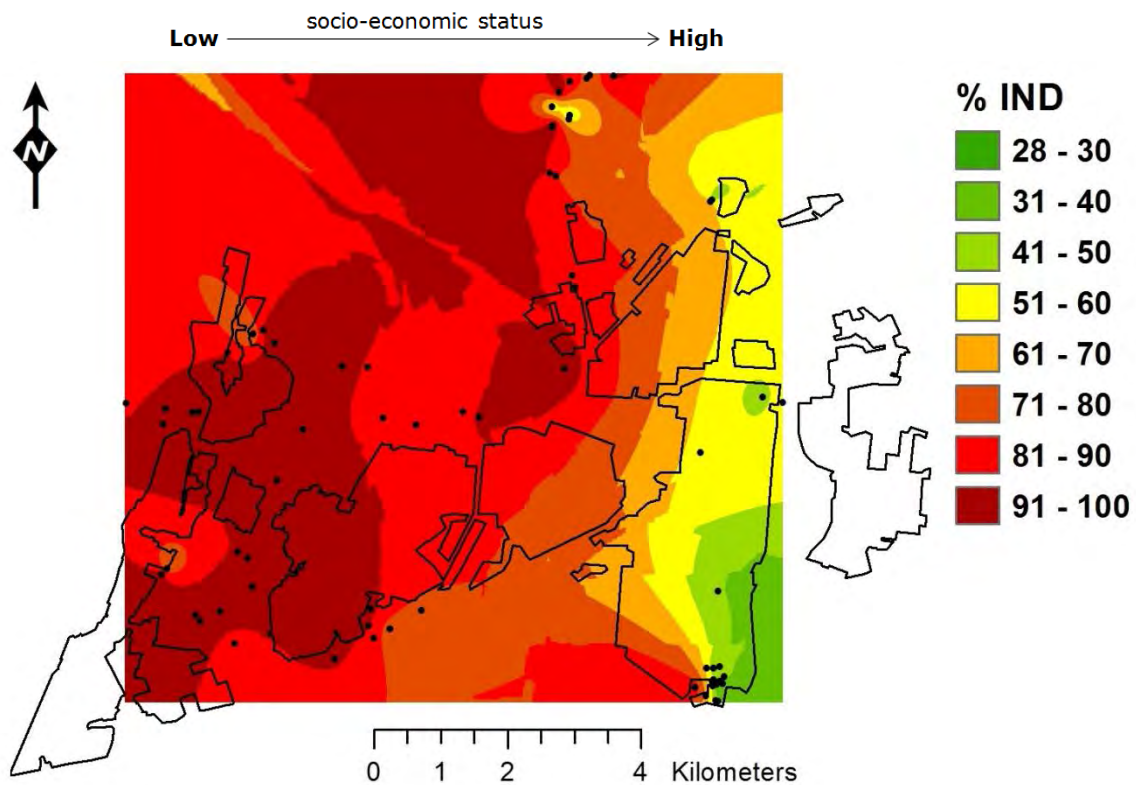 socio-economic status
Low High
N
% IND
28 - 30
31 - 40
41 - 50
51 - 60
61 - 70
71 - 80
81 - 90
91 - 100
0 1 2 4 Kilometers